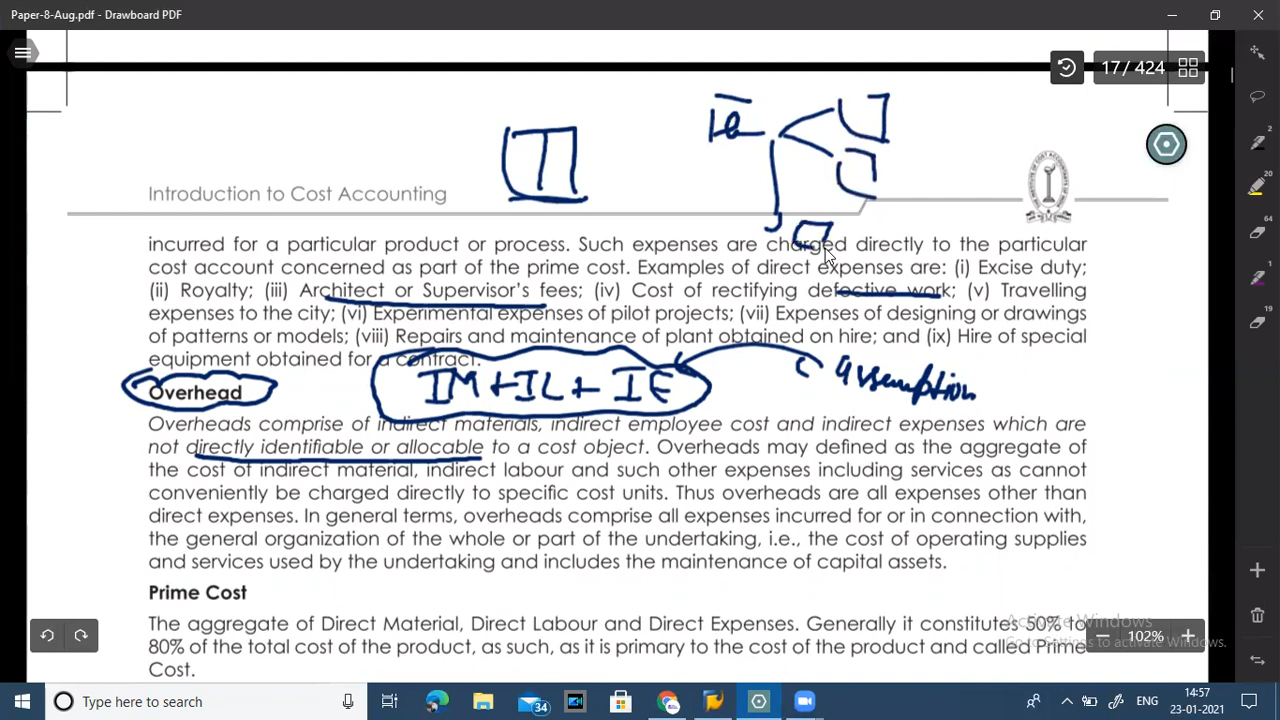 Paper-8-Aug.pdf - Drawboard PDF
17 / 424
Introduction to Cost Accounting
incurred for a particular product or process. Such expenses are charged directly to the particular
cost account concerned as part of the prime cost. Examples of direct expenses are: (i) Excise duty;
(ii) Royalty; (iii) Architect or Supervisor's fees; (iv) Cost of rectifying defective work; (v) Travelling
expenses to the city; (vi) Experimental expenses of pilot projects; (vii) Expenses of designing or drawings
of patterns or models; (viii) Repairs and maintenance of plant obtained on hire; and (ix) Hire of special
equipment obtained for a contract.
IM + IL + IE
assumption
Overhead
Overheads comprise of indirect materials, indirect employee cost and indirect expenses which are
not directly identifiable or allocable to a cost object. Overheads may defined as the aggregate of
the cost of indirect material, indirect labour and such other expenses including services as cannot
conveniently be charged directly to specific cost units. Thus overheads are all expenses other than
direct expenses. In general terms, overheads comprise all expenses incurred for or in connection with,
the general organization of the whole or part of the undertaking, i.e., the cost of operating supplies
and services used by the undertaking and includes the maintenance of capital assets.
Prime Cost
The aggregate of Direct Material, Direct Labour and Direct Expenses. Generally it constitutes 50% to
80% of the total cost of the product, as such, as it is primary to the cost of the product and called Prime
Cost.
Activate Windows
Go to Settings to activate Windows.
102%
Type here to search
34
ENG
14:57
23-01-2021